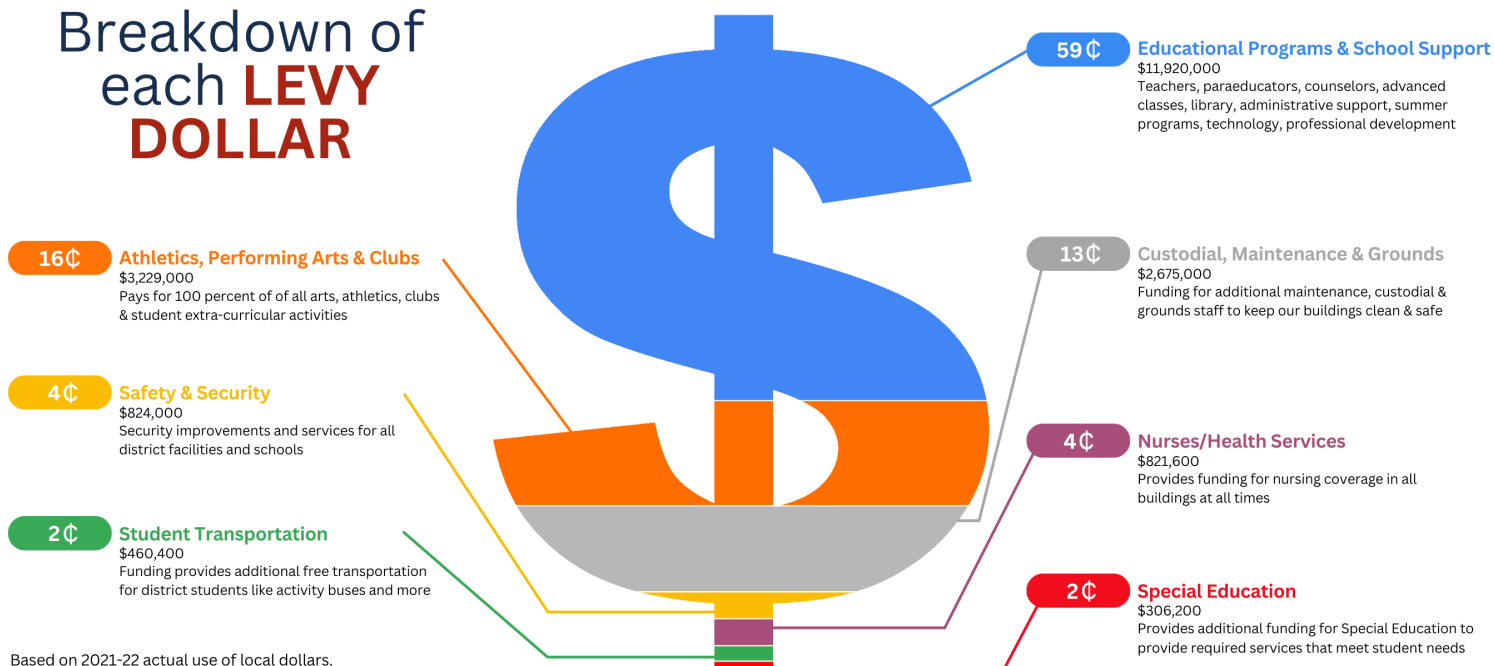 Breakdown of
each LEVY
DOLLAR
16₵
Athletics, Performing Arts & Clubs
$3,229,000
Pays for 100 percent of of all arts, athletics, clubs
& student extra-curricular activities
4₵
Safety & Security
$824,000
Security improvements and services for all
district facilities and schools
2₵
Student Transportation
$460,400
Funding provides additional free transportation
for district students like activity buses and more
Based on 2021-22 actual use of local dollars.
59₵
Educational Programs & School Support
$11,920,000
Teachers, paraeducators, counselors, advanced
classes, library, administrative support, summer
programs, technology, professional development
13₵
Custodial, Maintenance & Grounds
$2,675,000
Funding for additional maintenance, custodial &
grounds staff to keep our buildings clean & safe
4₵
Nurses/Health Services
$821,600
Provides funding for nursing coverage in all
buildings at all times
2₵
Special Education
$306,200
Provides additional funding for Special Education to
provide required services that meet student needs